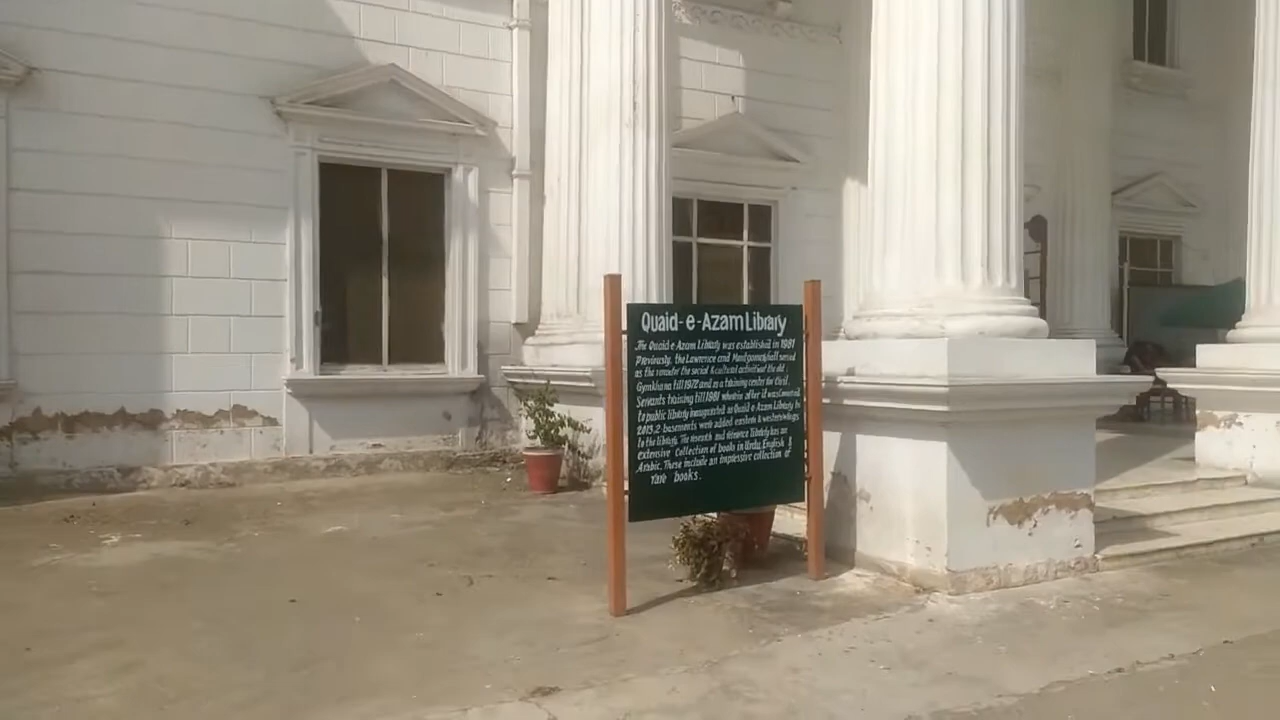 Quaid-e-Azam Library
The Quaid-e-Azam Library was established in 1981
Previously, the Lawrence and Montgomery hall served
as the venue for the social & cultural activities of the old
Gymkhana till 1972 and as a training center for Civil
Servants training till 1981 when in after it was converted
to public library inaugurated as Quaid-e-Azam Library. In
2013, 2 basements were added eastern & western wings
to the library. The research and reference library has an
extensive Collection of books in Urdu, English &
Arabic. These include an impressive collection of
rare books.